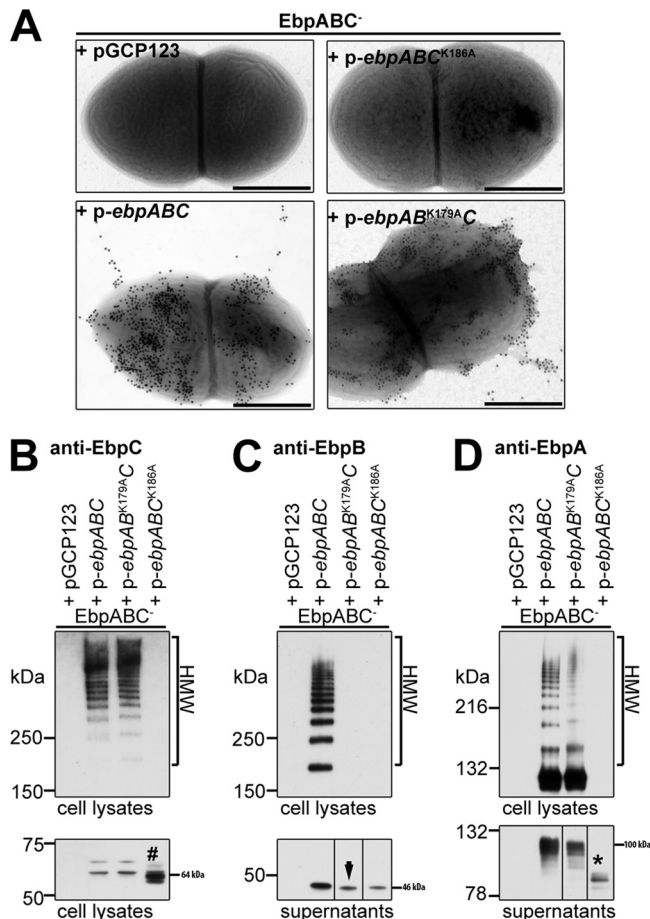 A
EbpABC-
+ pGCP123
+ p-ebpABCK186A
+ p-ebpABC
+ p-ebpABK179AC
B anti-EbpC
+ pGCP123
+ p-ebpABC
+ p-ebpABK179AC
+ p-ebpABCK186A
EbpABC-
kDa
250
150
HMW
cell lysates
75
50
#
64 kDa
cell lysates
C anti-EbpB
+ pGCP123
+ p-ebpABC
+ p-ebpABK179AC
+ p-ebpABCK186A
EbpABC-
kDa
250
150
HMW
cell lysates
50
46 kDa
supernatants
D anti-EbpA
+ pGCP123
+ p-ebpABC
+ p-ebpABK179AC
+ p-ebpABCK186A
EbpABC-
kDa
216
132
HMW
cell lysates
132
78
*
100 kDa
supernatants